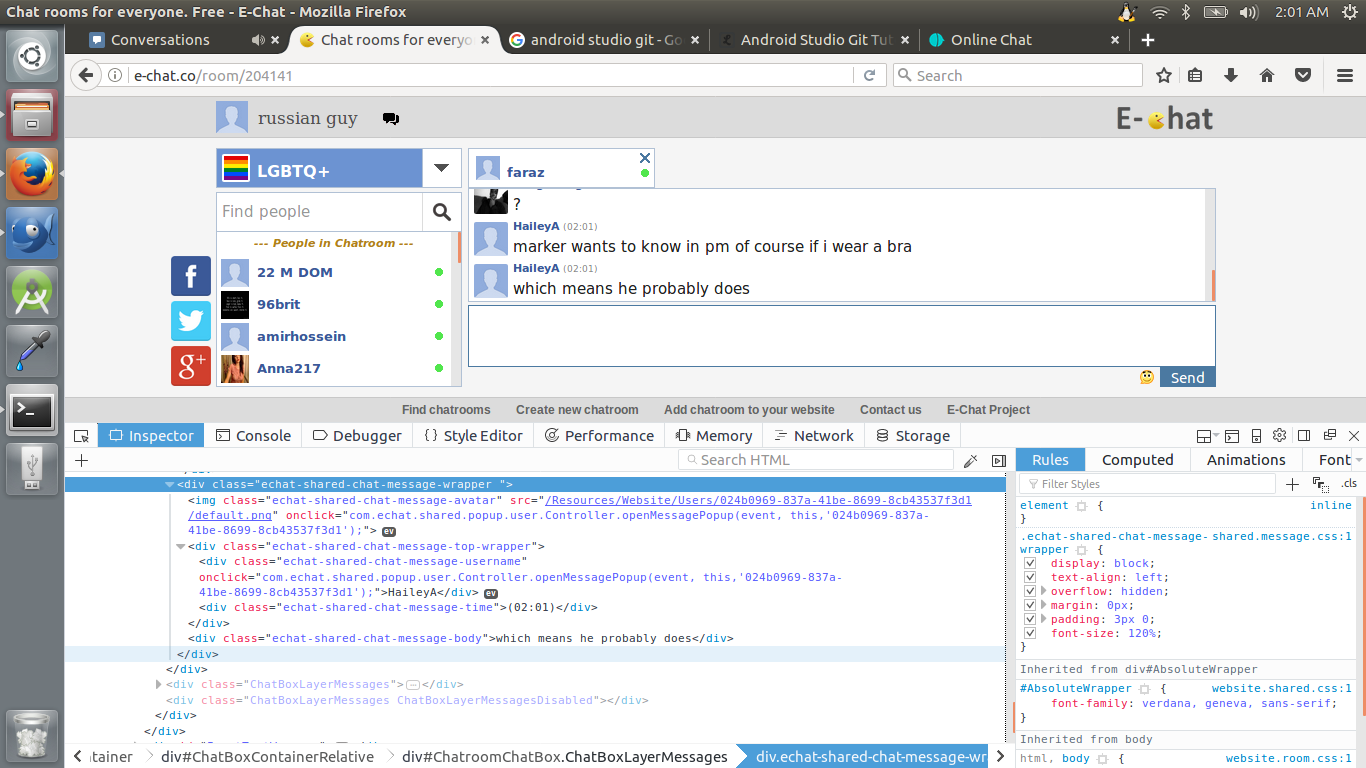 Chat rooms for everyone. Free - E-Chat - Mozilla Firefox
2:01 AM
Conversations
Chat rooms for everyo
android studio git - Go
Android Studio Git Tut
Online Chat
e-chat.co/room/204141
Search
russian guy
E-Chat
LGBTQ+
faraz
Find people
--- People in Chatroom ---
22 M DOM
96brit
amirhossein
Anna217
?
HaileyA (02:01)
marker wants to know in pm of course if i wear a bra
HaileyA (02:01)
which means he probably does
Send
Find chatrooms
Create new chatroom
Add chatroom to your website
Contact us
E-Chat Project
Inspector
Console
Debugger
{ } Style Editor
Performance
Memory
Network
Storage
Search HTML
Rules
Computed
Animations
Font
Filter Styles
.cls
<div class="echat-shared-chat-message-wrapper ">
<img class="echat-shared-chat-message-avatar" src="/Resources/Website/Users/024b0969-837a-41be-8699-8cb43537f3d1
/default.png" onclick="com.echat.shared.popup.user.Controller.openMessagePopup(event, this,'024b0969-837a-
41be-8699-8cb43537f3d1');"> ev
<div class="echat-shared-chat-message-top-wrapper">
<div class="echat-shared-chat-message-username"
onclick="com.echat.shared.popup.user.Controller.openMessagePopup(event, this,'024b0969-837a-
41be-8699-8cb43537f3d1');">HaileyA</div> ev
<div class="echat-shared-chat-message-time">(02:01)</div>
</div>
<div class="echat-shared-chat-message-body">which means he probably does</div>
</div>
</div>
<div class="ChatBoxLayerMessages"></div>
<div class="ChatBoxLayerMessages ChatBoxLayerMessagesDisabled"></div>
</div>
</div>
tainer
div#ChatBoxContainerRelative
div#ChatroomChatBox.ChatBoxLayerMessages
div.echat-shared-chat-message-wr
element { inline
}
.echat-shared-chat-message- shared.message.css:1
wrapper {
display: block;
text-align: left;
overflow: hidden;
margin: 0px;
padding: 3px 0;
font-size: 120%;
}
Inherited from div#AbsoluteWrapper
#AbsoluteWrapper { website.shared.css:1
font-family: verdana, geneva, sans-serif;
}
Inherited from body
html, body { website.room.css:1